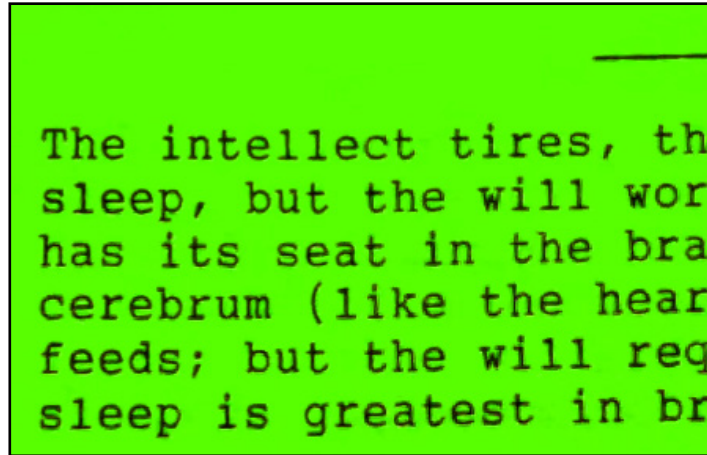 The intellect tires, th
sleep, but the will wor
has its seat in the bra
cerebrum (like the hear
feeds; but the will req
sleep is greatest in br